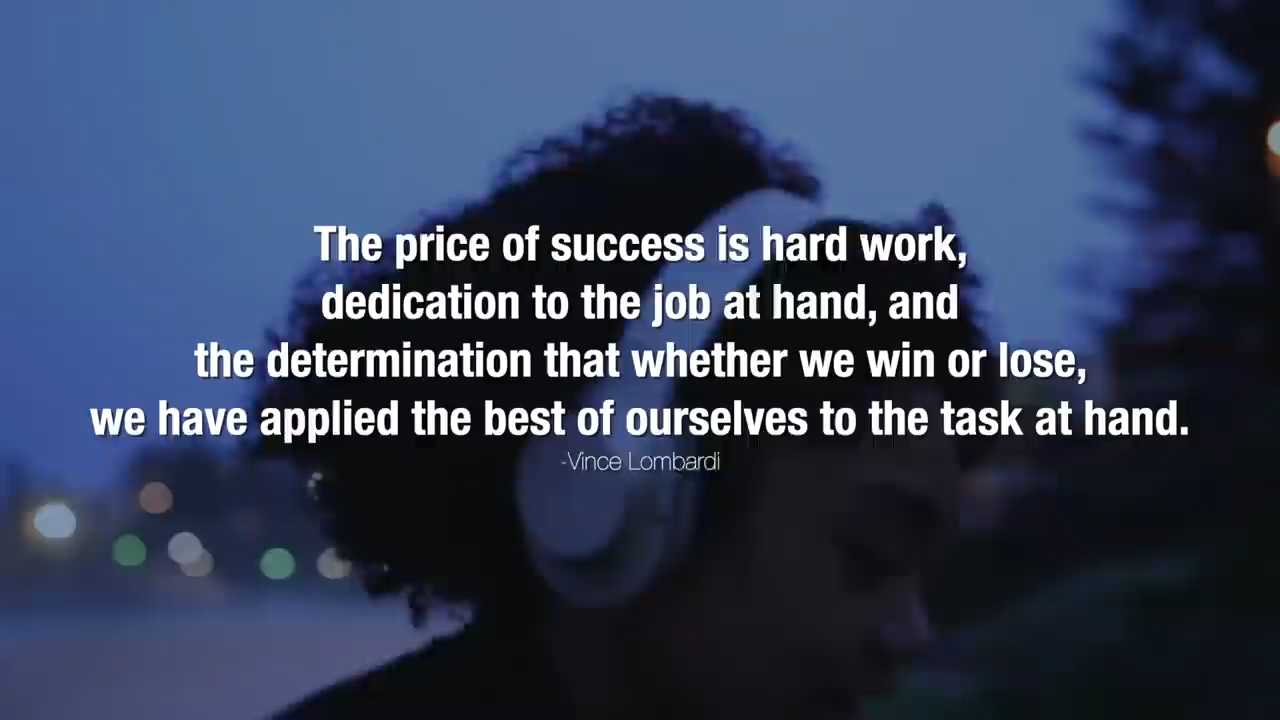 The price of success is hard work,
dedication to the job at hand, and
the determination that whether we win or lose,
we have applied the best of ourselves to the task at hand.
-Vince Lombardi